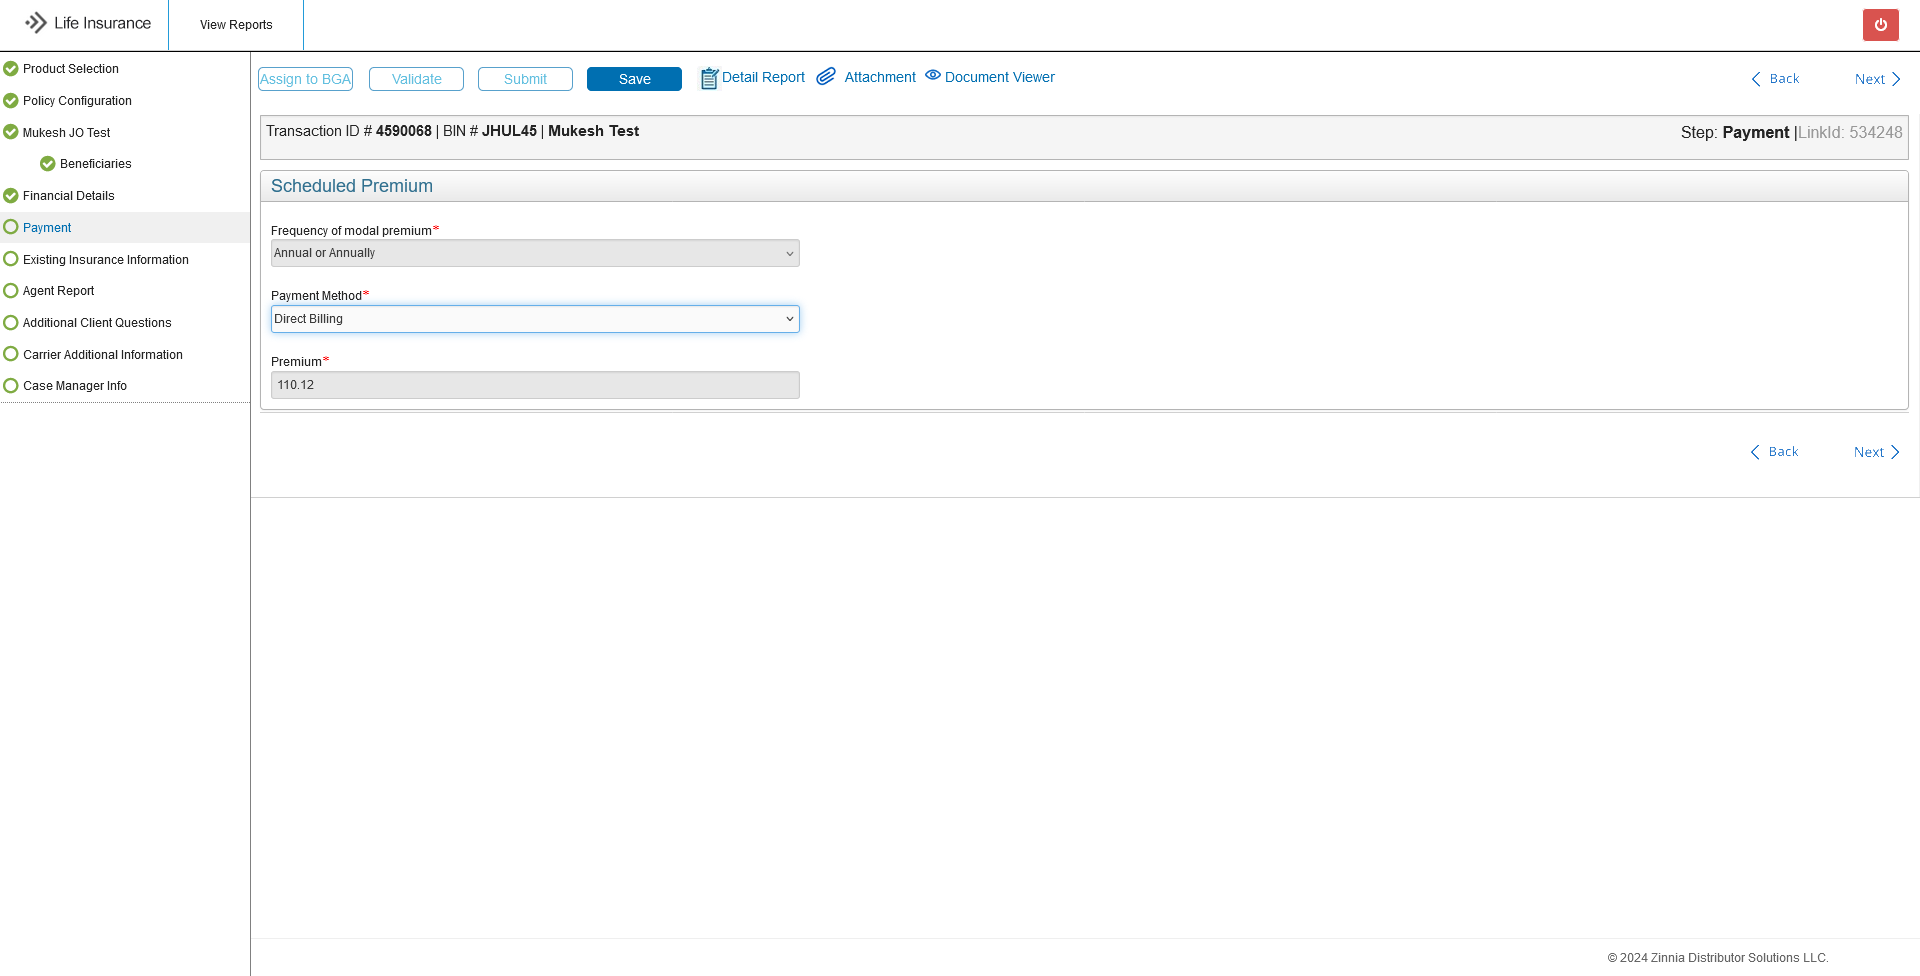 Life Insurance
View Reports
Product Selection
Policy Configuration
Mukesh JO Test
Beneficiaries
Financial Details
Payment
Existing Insurance Information
Agent Report
Additional Client Questions
Carrier Additional Information
Case Manager Info
Assign to BGA
Validate
Submit
Save
Detail Report
Attachment
Document Viewer
Back
Next
Transaction ID # 4590068 | BIN # JHUL45 | Mukesh Test
Step: Payment |LinkId: 534248
Scheduled Premium
Frequency of modal premium*
Annual or Annually
Payment Method*
Direct Billing
Premium*
110.12
Back
Next
© 2024 Zinnia Distributor Solutions LLC.